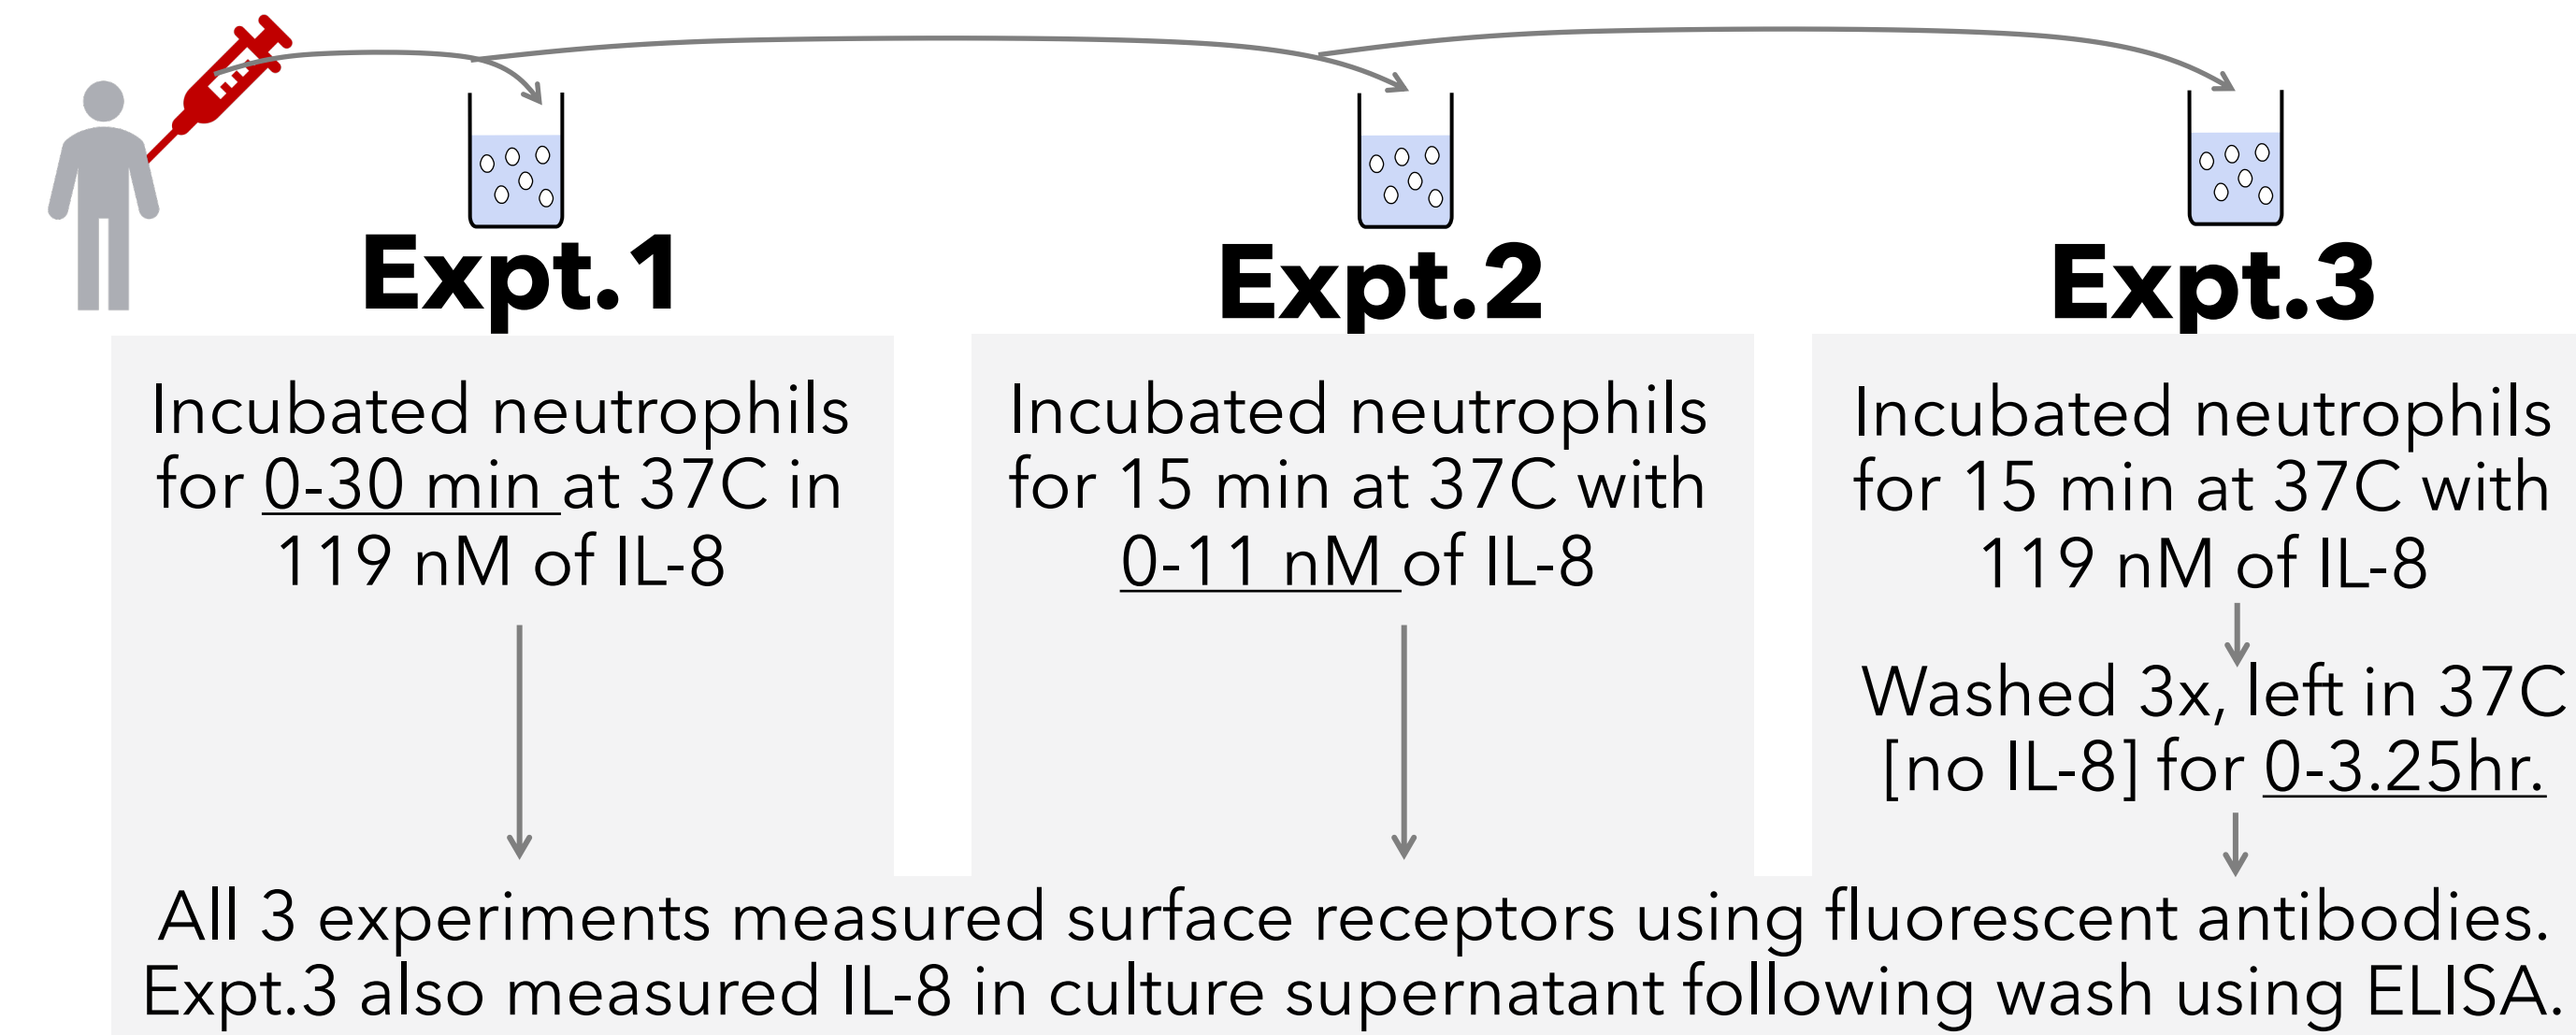 Expt.1
Incubated neutrophils
for 0-30 min at 37C in
119 nM of IL-8
Expt.2
Incubated neutrophils
for 15 min at 37C with
0-11 nM of IL-8
Expt.3
Incubated neutrophils
for 15 min at 37C with
119 nM of IL-8
Washed 3x, left in 37C
[no IL-8] for 0-3.25hr.
All 3 experiments measured surface receptors using fluorescent antibodies.
Expt.3 also measured IL-8 in culture supernatant following wash using ELISA.